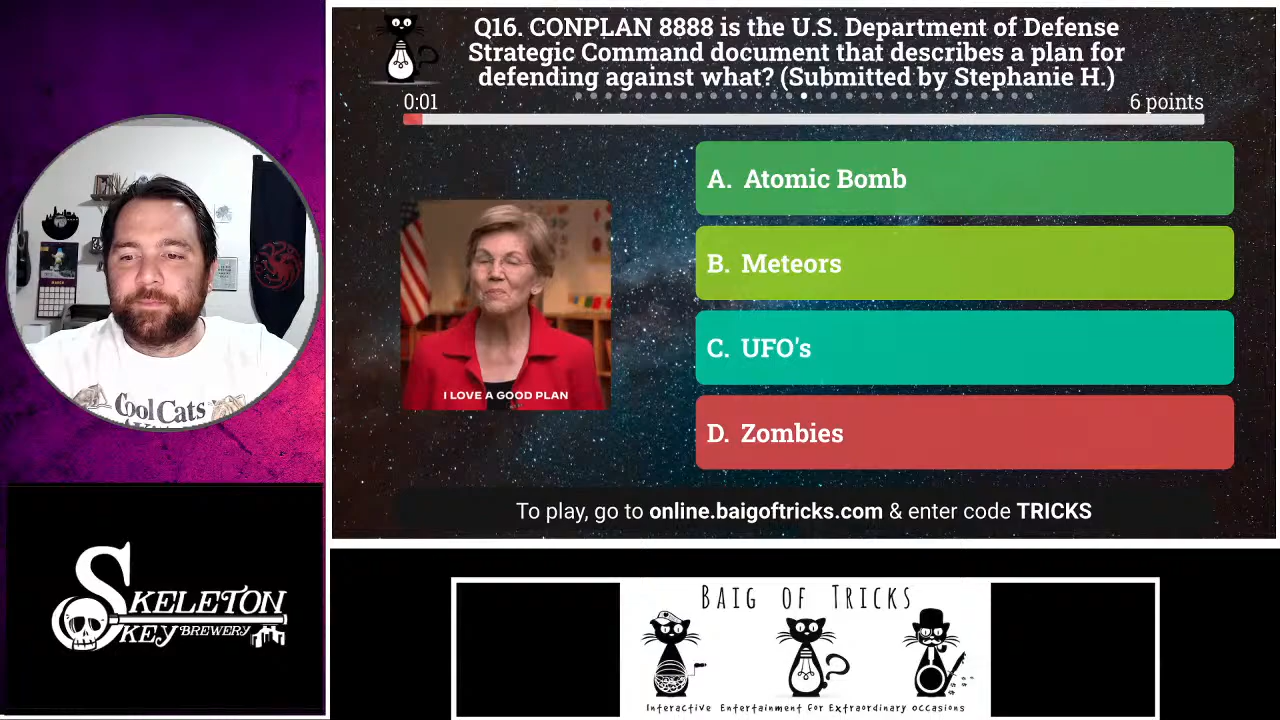 Q16. CONPLAN 8888 is the U.S. Department of Defense
Strategic Command document that describes a plan for
defending against what? (Submitted by Stephanie H.)
0:01
6 points
A. Atomic Bomb
B. Meteors
C. UFO's
D. Zombies
I LOVE A GOOD PLAN
To play, go to online.baigoftricks.com & enter code TRICKS
Cool Cats
SKELETON
KEY BREWERY
BAIG OF TRICKS
Interactive Entertainment for Extraordinary occasions